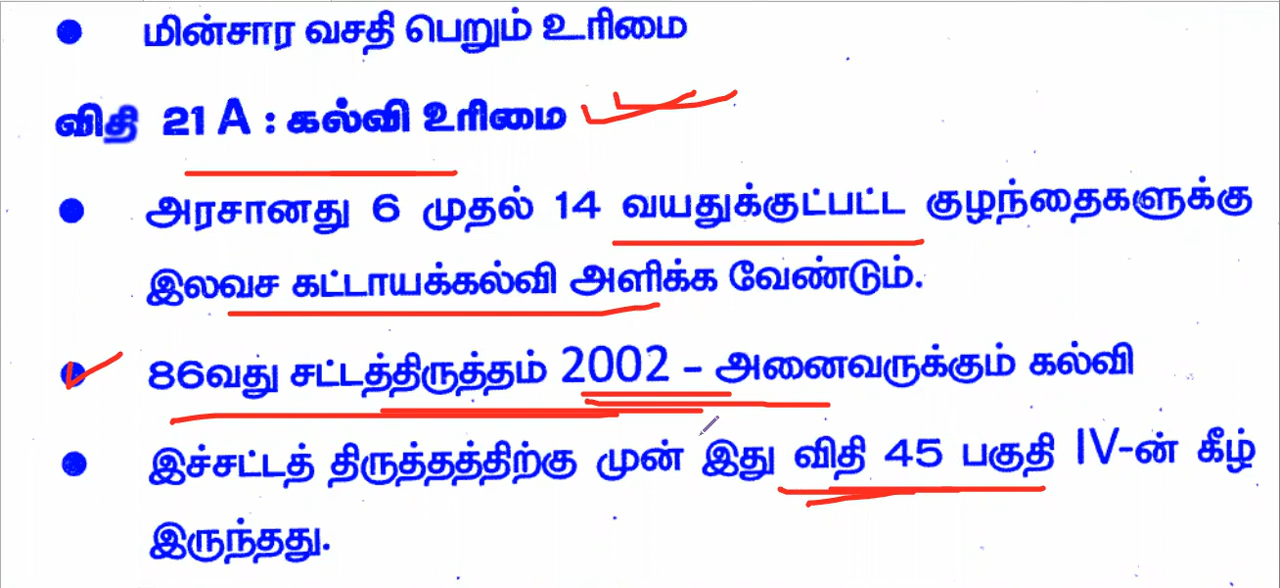 ● மின்சார வசதி பெறும் உரிமை
விதி 21A : கல்வி உரிமை
● அரசானது 6 முதல் 14 வயதுக்குட்பட்ட குழந்தைகளுக்கு
இலவச கட்டாயக்கல்வி அளிக்க வேண்டும்.
● 86வது சட்டத்திருத்தம் 2002 – அனைவருக்கும் கல்வி
● இச்சட்டத் திருத்தத்திற்கு முன் இது விதி 45 பகுதி IV-ன் கீழ்
இருந்தது.